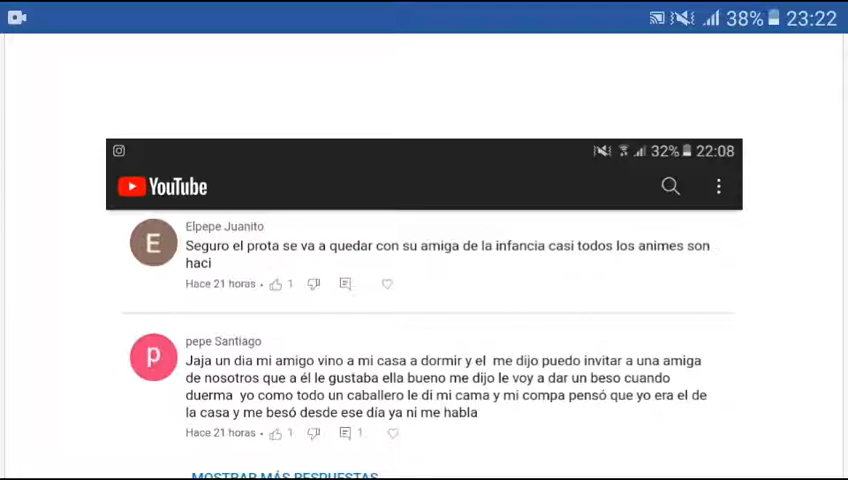 38% 23:22
32% 22:08
YouTube
E
Elpepe Juanito
Seguro el prota se va a quedar con su amiga de la infancia casi todos los animes son
haci
Hace 21 horas • 1
p
pepe Santiago
Jaja un dia mi amigo vino a mi casa a dormir y el me dijo puedo invitar a una amiga
de nosotros que a él le gustaba ella bueno me dijo le voy a dar un beso cuando
duerma yo como todo un caballero le di mi cama y mi compa pensó que yo era el de
la casa y me besó desde ese día ya ni me habla
Hace 21 horas • 1 1
MOSTRAR MÁS RESPUESTAS